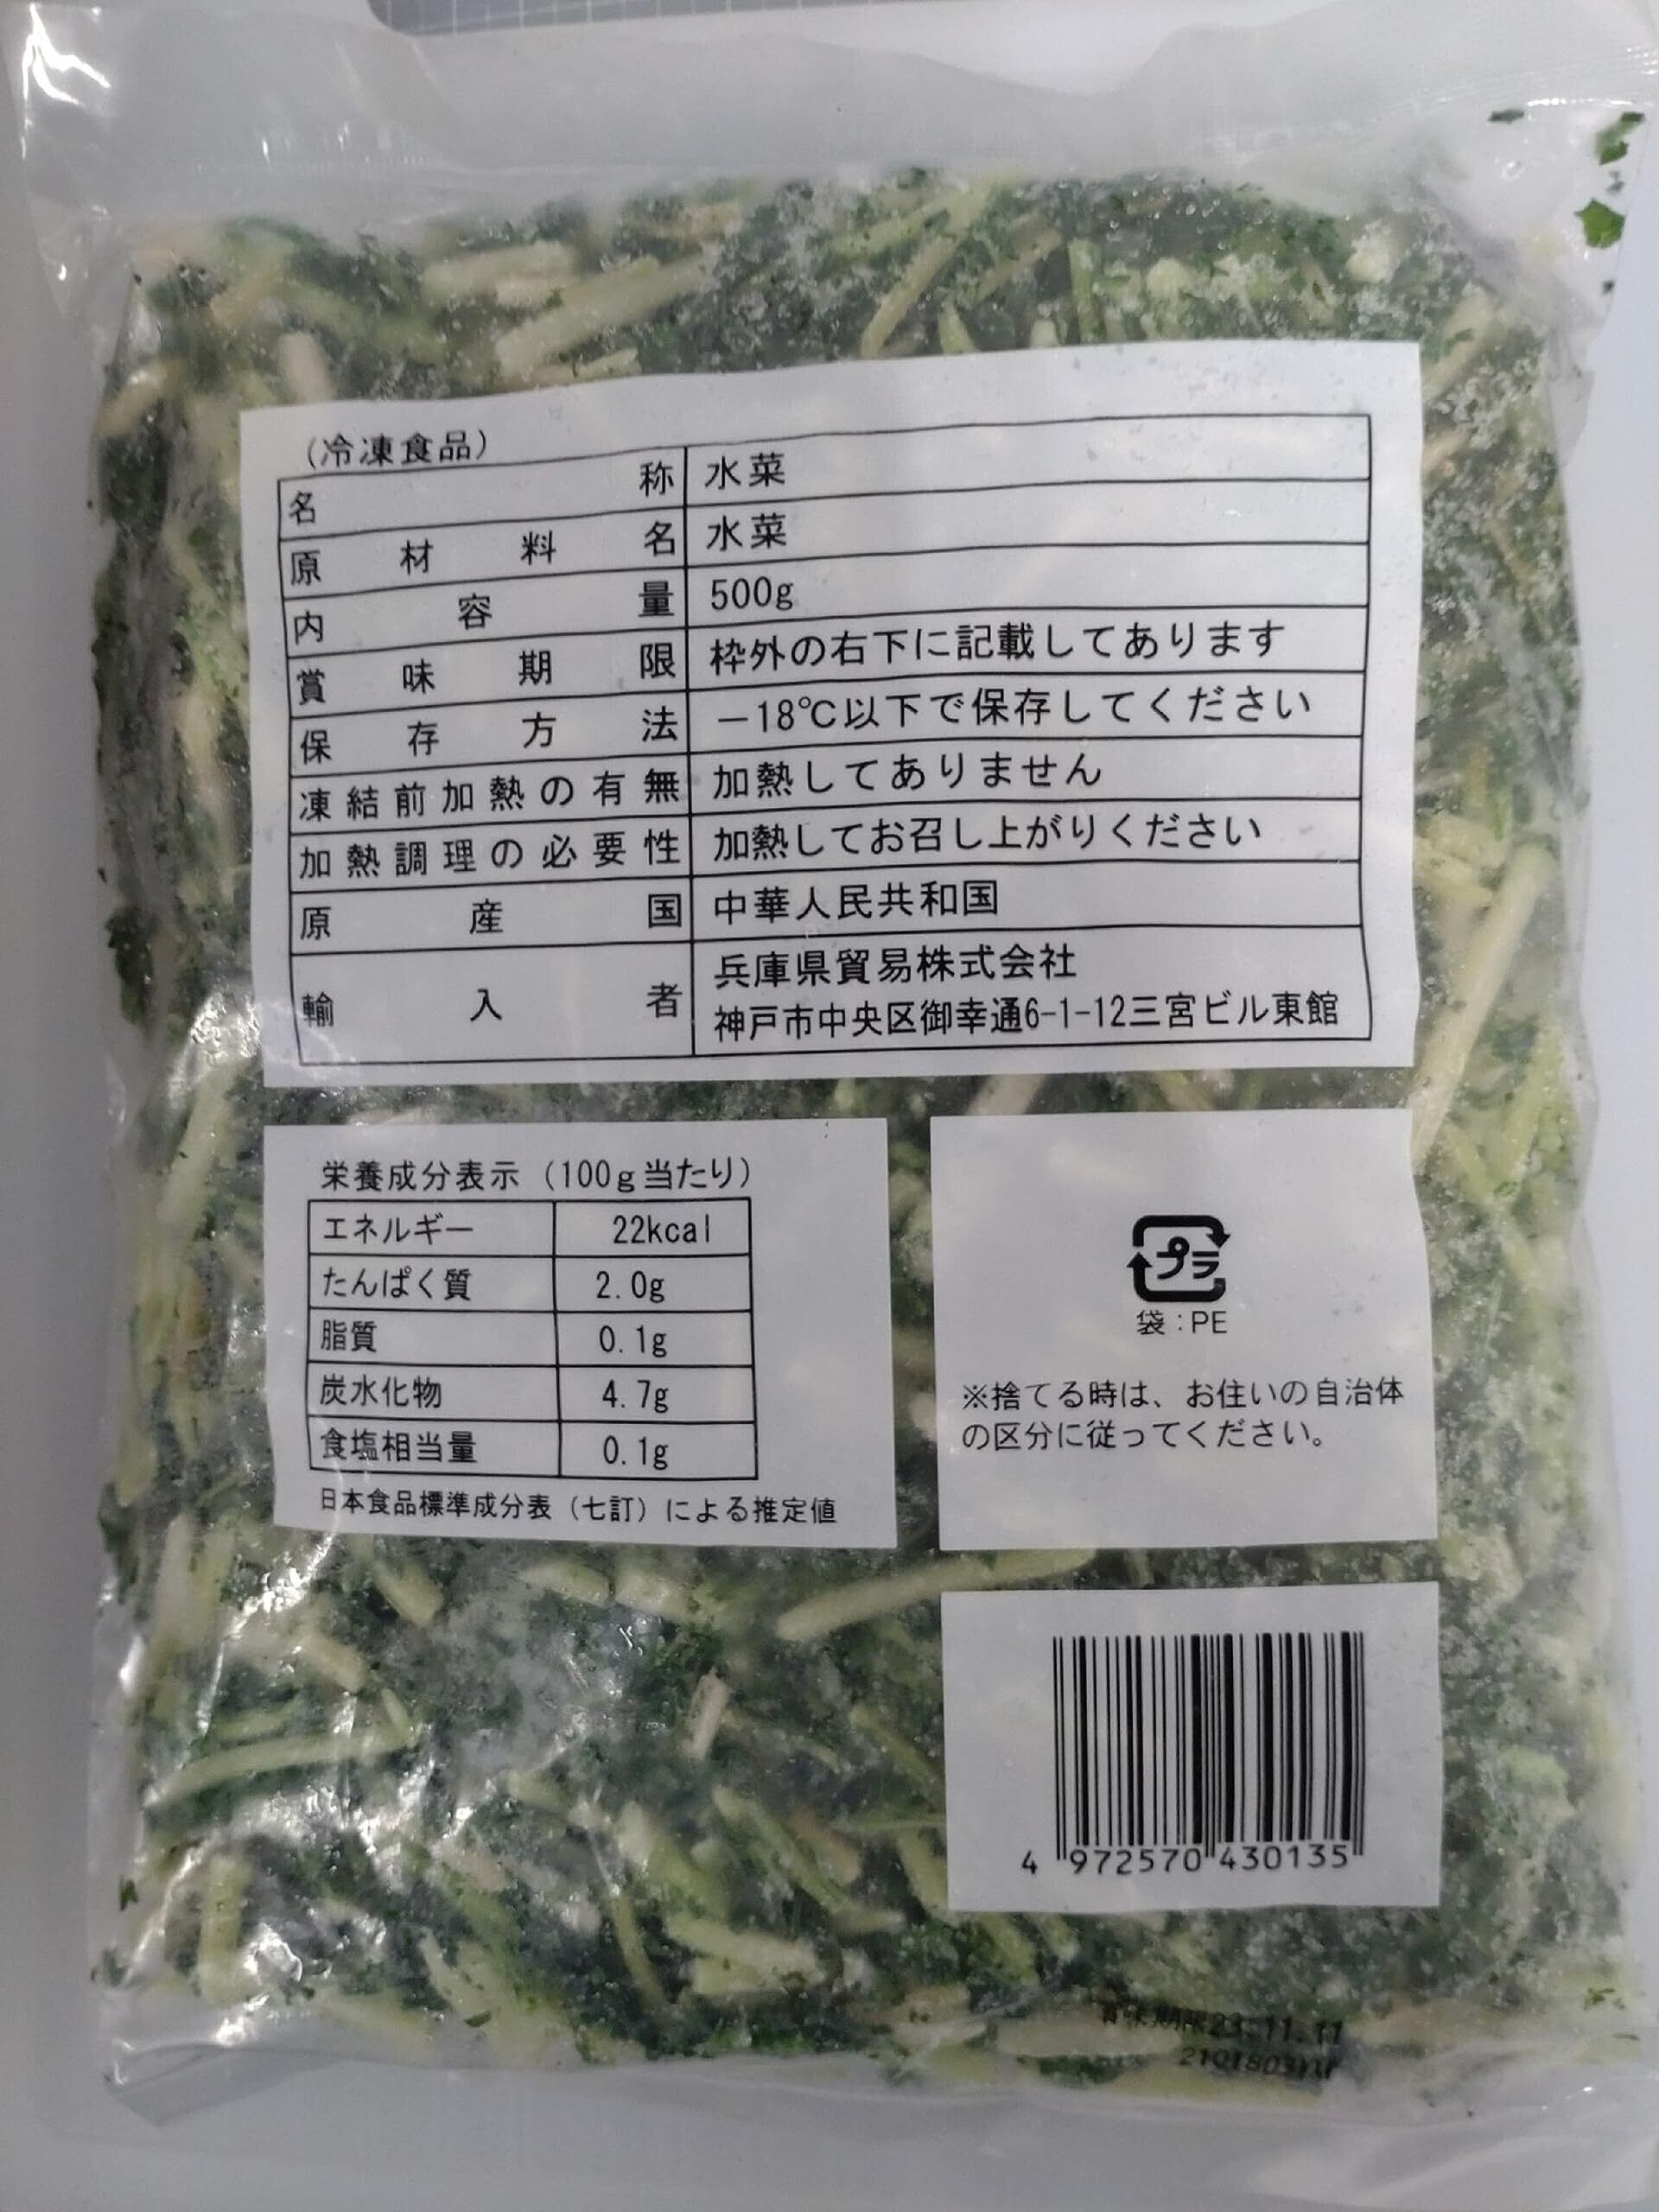 (冷凍食品)
名称 水菜
原材料名 水菜
内容量 500g
賞味期限 枠外の右下に記載してあります
保存方法 −18℃以下で保存してください
凍結前加熱の有無 加熱してありません
加熱調理の必要性 加熱してお召し上がりください
原産国 中華人民共和国
輸入者 兵庫県貿易株式会社
神戸市中央区御幸通6-1-12三宮ビル東館
栄養成分表示(100g当たり)
エネルギー 22kcal
たんぱく質 2.0g
脂質 0.1g
炭水化物 4.7g
食塩相当量 0.1g
日本食品標準成分表(七訂)による推定値
プラ
袋:PE
※捨てる時は、お住いの自治体
の区分に従ってください。
4 972570 430135
賞味期限23.11.11